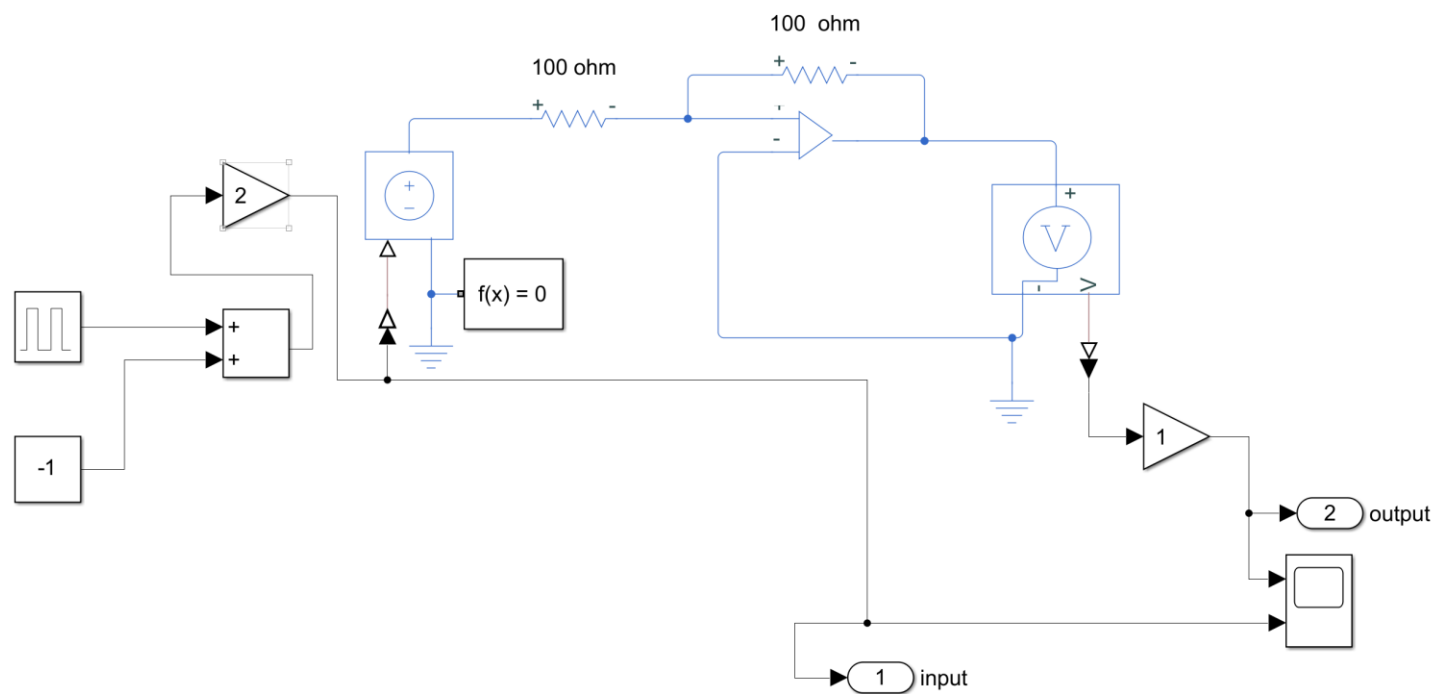 100 ohm
100 ohm
+ -
+ -
+
-
2
+
-
+
V
-
V
f(x) = 0
+
+
-1
1
2 output
1 input